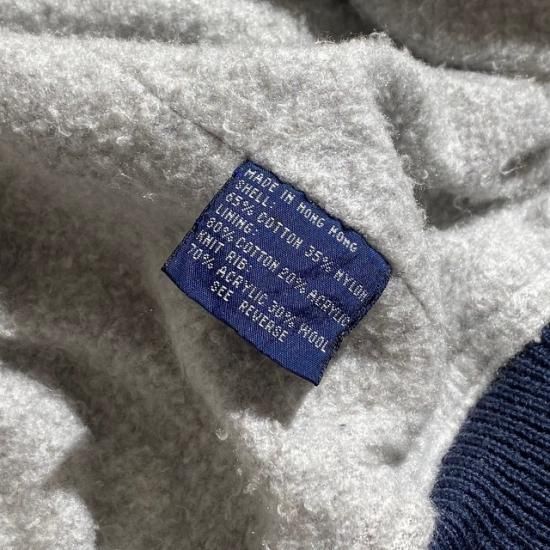 MADE IN HONG KONG
SHELL:
65% COTTON 35% NYLON
LINING:
80% COTTON 20% ACRYLIC
KNIT RIB:
70% ACRYLIC 30% WOOL
SEE REVERSE